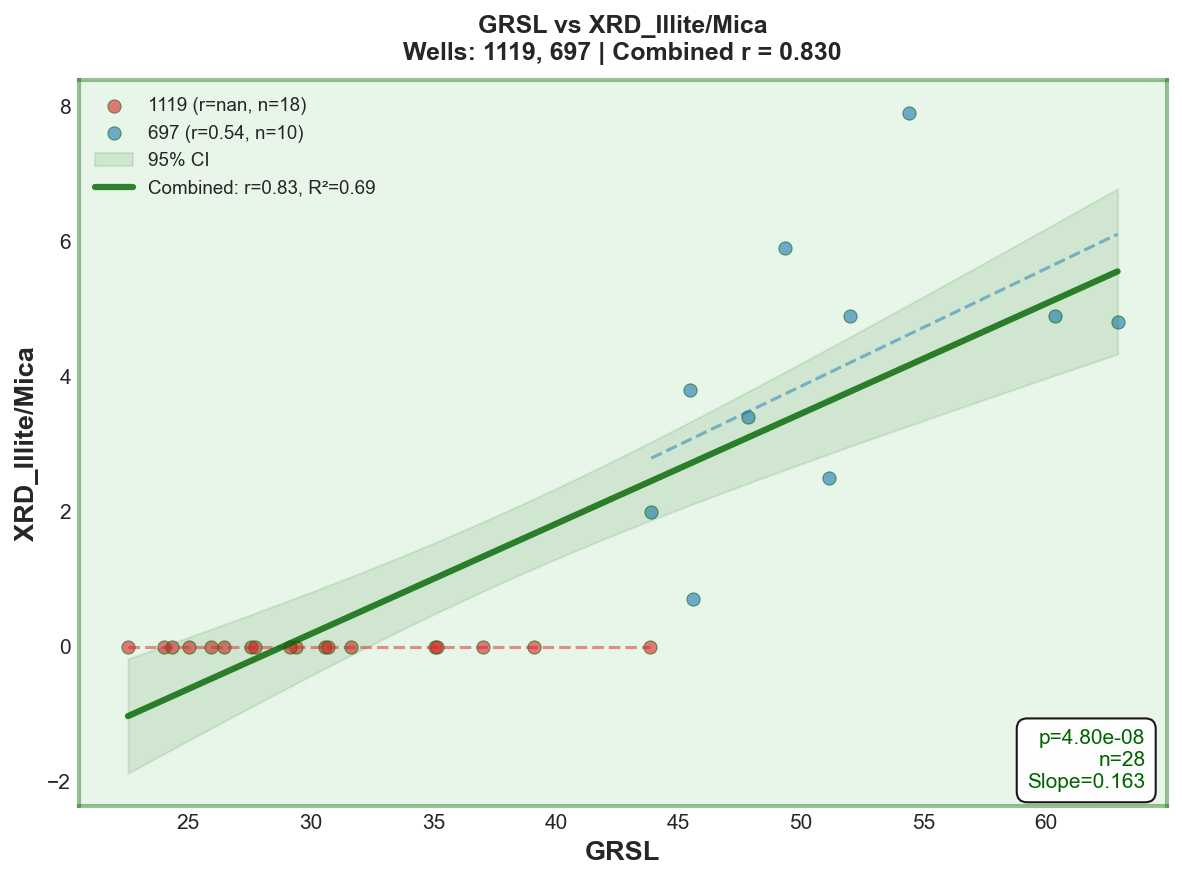 GRSL vs XRD_Illite/Mica
Wells: 1119, 697 | Combined r = 0.830
1119 (r=nan, n=18)
697 (r=0.54, n=10)
95% CI
Combined: r=0.83, R²=0.69
XRD_Illite/Mica
8
6
4
2
0
−2
p=4.80e-08
n=28
Slope=0.163
25 30 35 40 45 50 55 60
GRSL